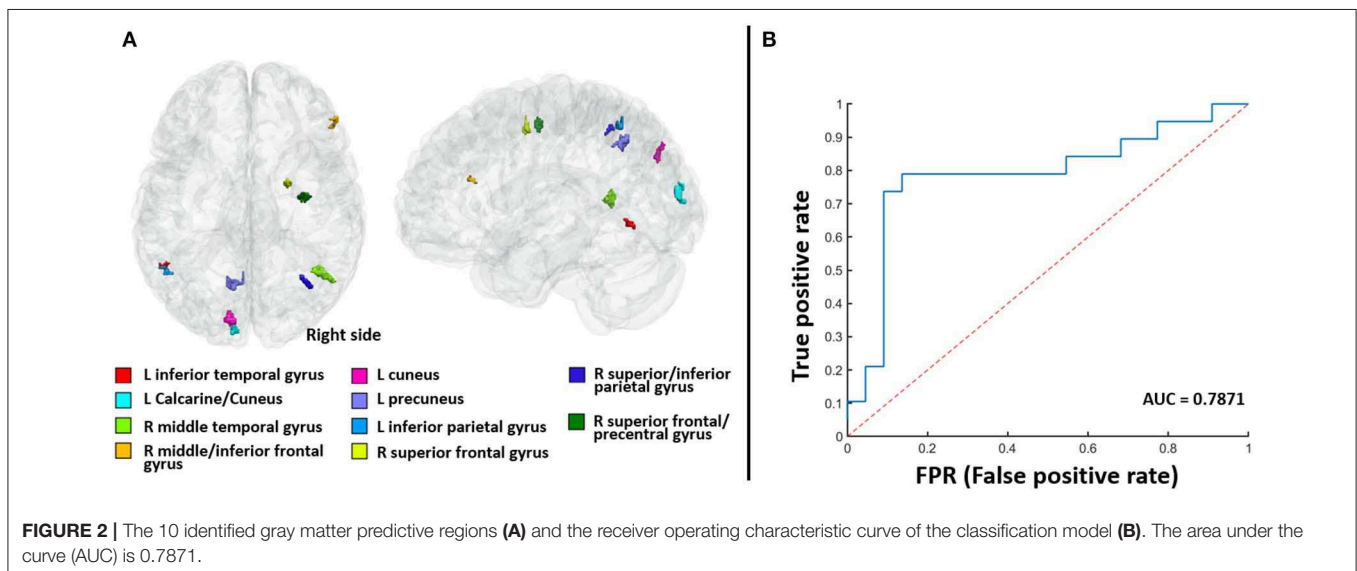 A
Right side
L inferior temporal gyrus
L Calcarine/Cuneus
R middle temporal gyrus
R middle/inferior frontal
gyrus
L cuneus
L precuneus
L inferior parietal gyrus
R superior frontal gyrus
R superior/inferior
parietal gyrus
R superior frontal/
precentral gyrus
B
True positive rate
1
0.9
0.8
0.7
0.6
0.5
0.4
0.3
0.2
0.1
0
0 0.2 0.4 0.6 0.8 1
AUC = 0.7871
FPR (False positive rate)
FIGURE 2 | The 10 identified gray matter predictive regions (A) and the receiver operating characteristic curve of the classification model (B). The area under the
curve (AUC) is 0.7871.